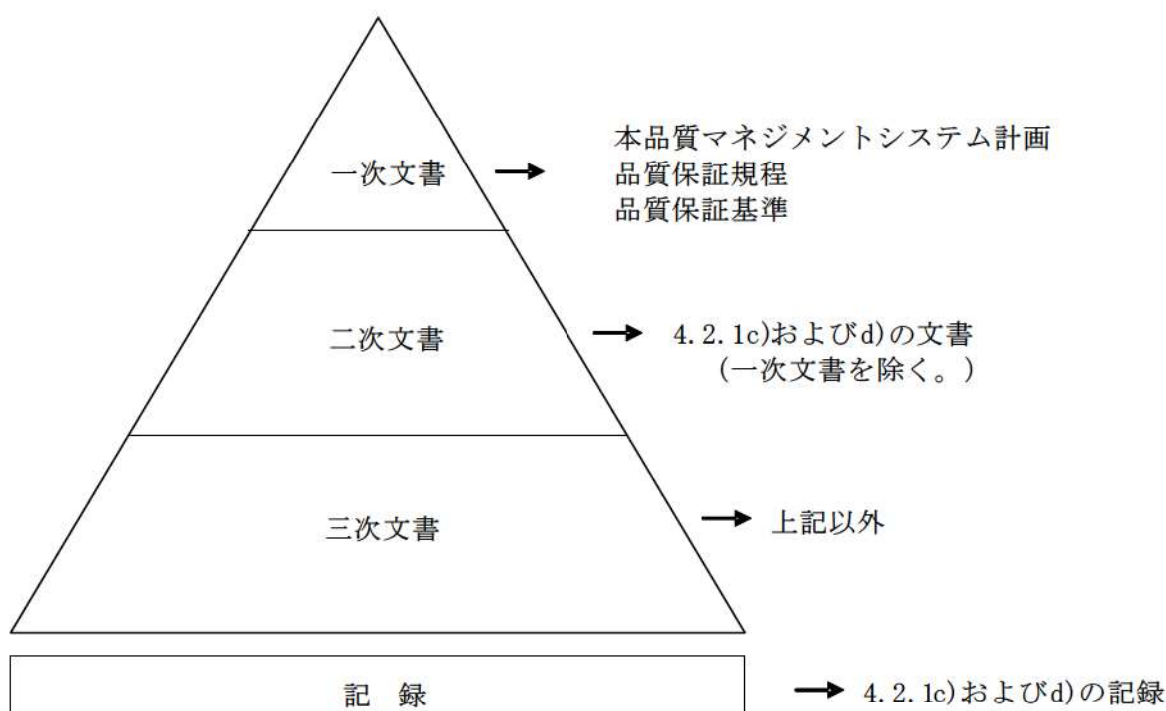 本品質マネジメントシステム計画
一次文書
品質保証規程
品質保証基準
二次文書
4.2.1c)およびd)の文書
(一次文書を除く。)
三次文書
上記以外
記 録
4.2.1c)およびd)の記録